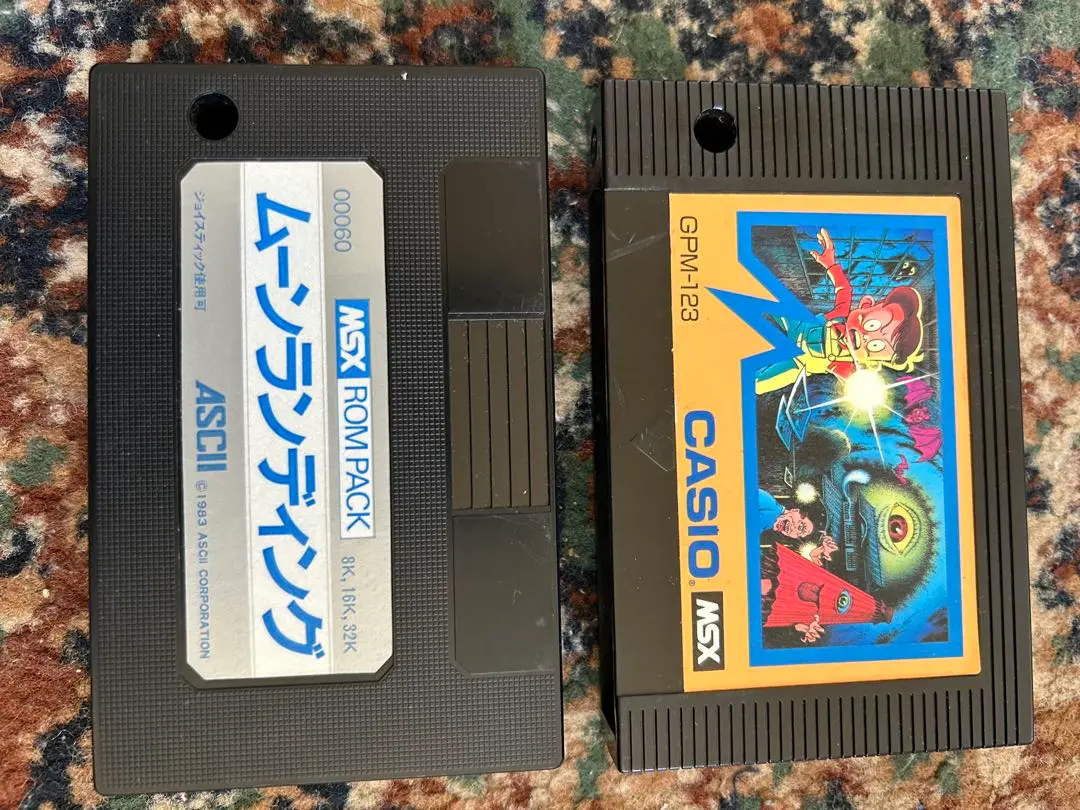 00060
MSX ROM PACK 8K, 16K, 32K
ムーンランディング
ジョイスティック使用可
ASCII © 1983 ASCII CORPORATION
GPM-123
CASIO® MSX